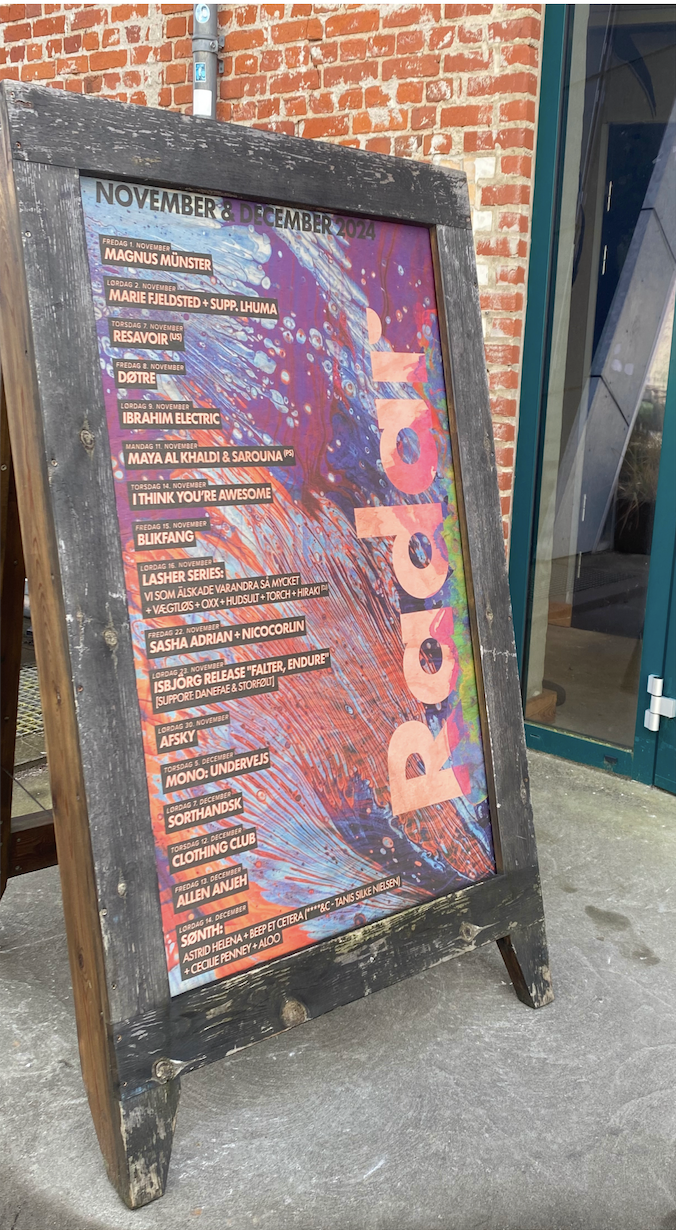 NOVEMBER & DECEMBER 2024
FREDAG 1. NOVEMBER
MAGNUS MÜNSTER
LØRDAG 2. NOVEMBER
MARIE FJELDSTED + SUPP. LHUMA
TORSDAG 7. NOVEMBER
RESAVOIR (US)
FREDAG 8. NOVEMBER
DØTRE
LØRDAG 9. NOVEMBER
IBRAHIM ELECTRIC
MANDAG 11. NOVEMBER
MAYA AL KHALDI & SAROUNA (PS)
TORSDAG 14. NOVEMBER
I THINK YOU'RE AWESOME
FREDAG 15. NOVEMBER
BLIKFANG
LØRDAG 16. NOVEMBER
LASHER SERIES:
VI SOM ÄLSKADE VARANDRA SÅ MYCKET
+ VÆGTLØS + OXX + HUDSULT + TORCH + HIRAKI
FREDAG 22. NOVEMBER
SASHA ADRIAN + NICOCORLIN
LØRDAG 23. NOVEMBER
ISBJÖRG RELEASE "FALTER, ENDURE"
[SUPPORT: DANEFAE & STORFØLT]
LØRDAG 30. NOVEMBER
AFSKY
TORSDAG 5. DECEMBER
MONO: UNDERVEJS
LØRDAG 7. DECEMBER
SORTHANDSK
TORSDAG 12. DECEMBER
CLOTHING CLUB
FREDAG 13. DECEMBER
ALLEN ANJEH
LØRDAG 14. DECEMBER
SØNTH:
ASTRID HELENA + BEEP ET CETERA (****&C - TANIS SILKE NIELSEN)
+ CECILIE PENNEY + ALOO
Radar